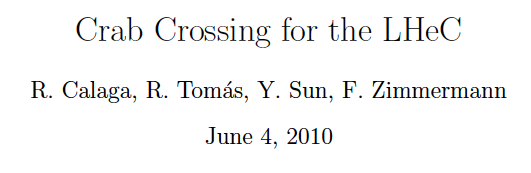 Crab Crossing for the LHeC
R. Calaga, R. Tomás, Y. Sun, F. Zimmermann
June 4, 2010